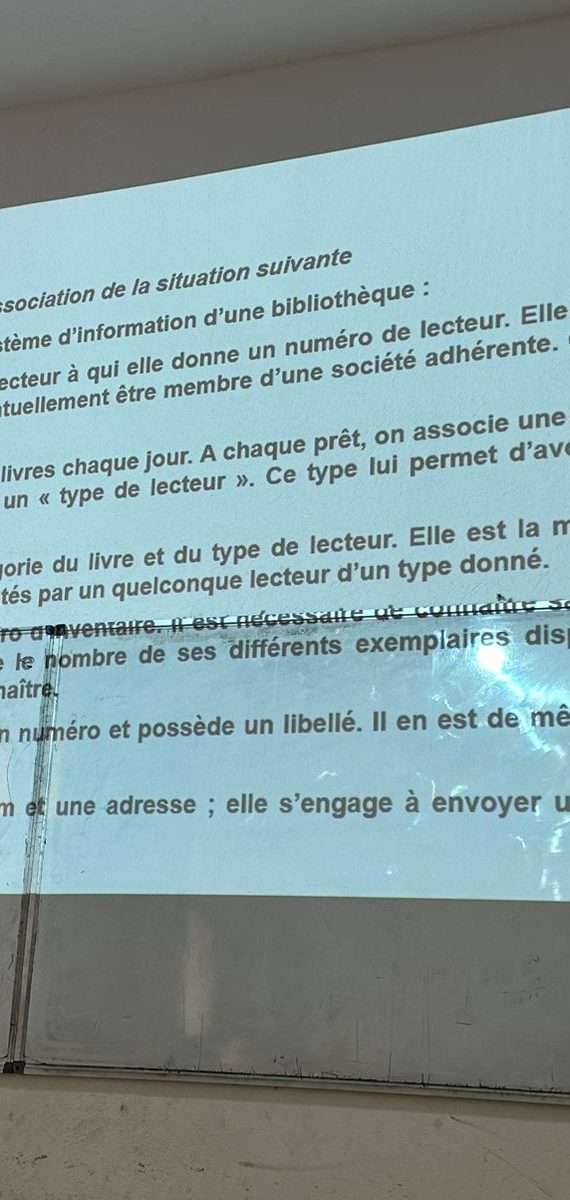 ssociation de la situation suivante
stème d'information d'une bibliothèque :
ecteur à qui elle donne un numéro de lecteur. Elle
tuellement être membre d'une société adhérente.
livres chaque jour. A chaque prêt, on associe une
un « type de lecteur ». Ce type lui permet d'avo
gorie du livre et du type de lecteur. Elle est la m
tés par un quelconque lecteur d'un type donné.
ro d'inventaire. Il est nécessaire de connaître sa
e le nombre de ses différents exemplaires disp
naître.
n numéro et possède un libellé. Il en est de mê
m et une adresse ; elle s'engage à envoyer u